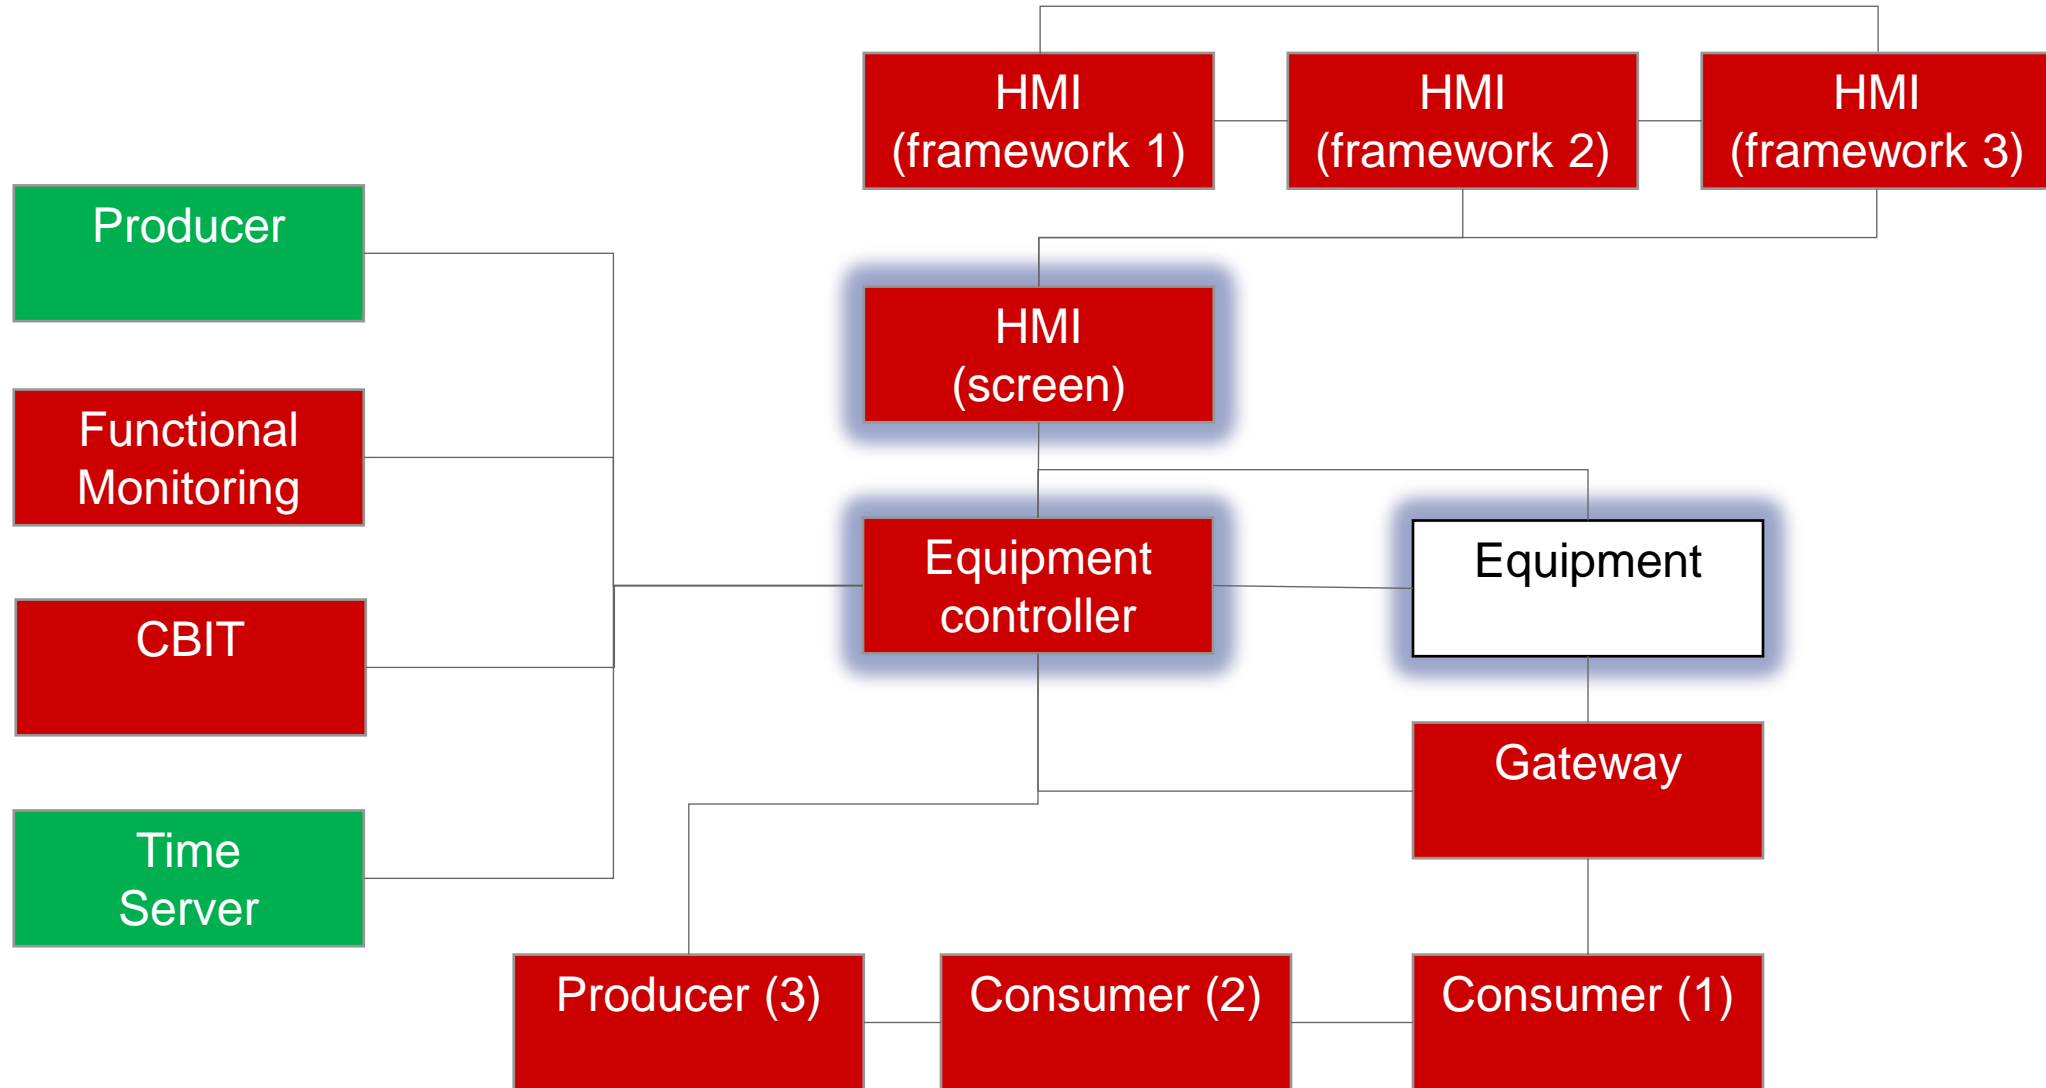 HMI
(framework 1)
HMI
(framework 2)
HMI
(framework 3)
Producer
HMI
(screen)
Functional
Monitoring
Equipment
controller
Equipment
CBIT
Gateway
Time
Server
Producer (3)
Consumer (2)
Consumer (1)